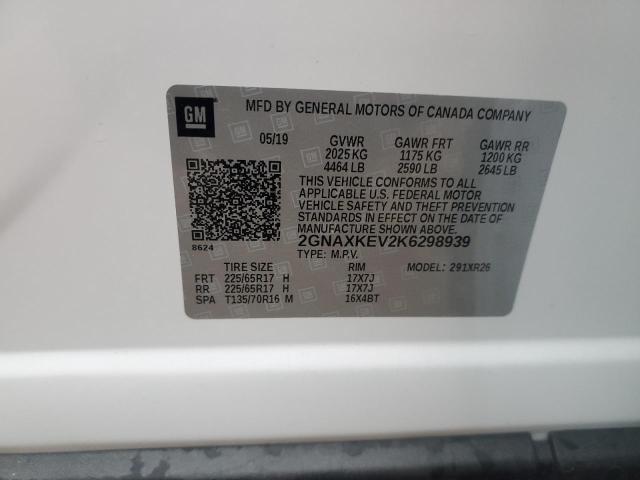 GM
MFD BY GENERAL MOTORS OF CANADA COMPANY
05/19 GVWR GAWR FRT GAWR RR
2025 KG 1175 KG 1200 KG
4464 LB 2590 LB 2645 LB
THIS VEHICLE CONFORMS TO ALL
APPLICABLE U.S. FEDERAL MOTOR
VEHICLE SAFETY AND THEFT PREVENTION
STANDARDS IN EFFECT ON THE DATE OF
MANUFACTURE SHOWN ABOVE.
8624 2GNAXKEV2K6298939
TYPE: M.P.V.
TIRE SIZE RIM MODEL: 291XR26
FRT 225/65R17 H 17X7J
RR 225/65R17 H 17X7J
SPA T135/70R16 M 16X4BT